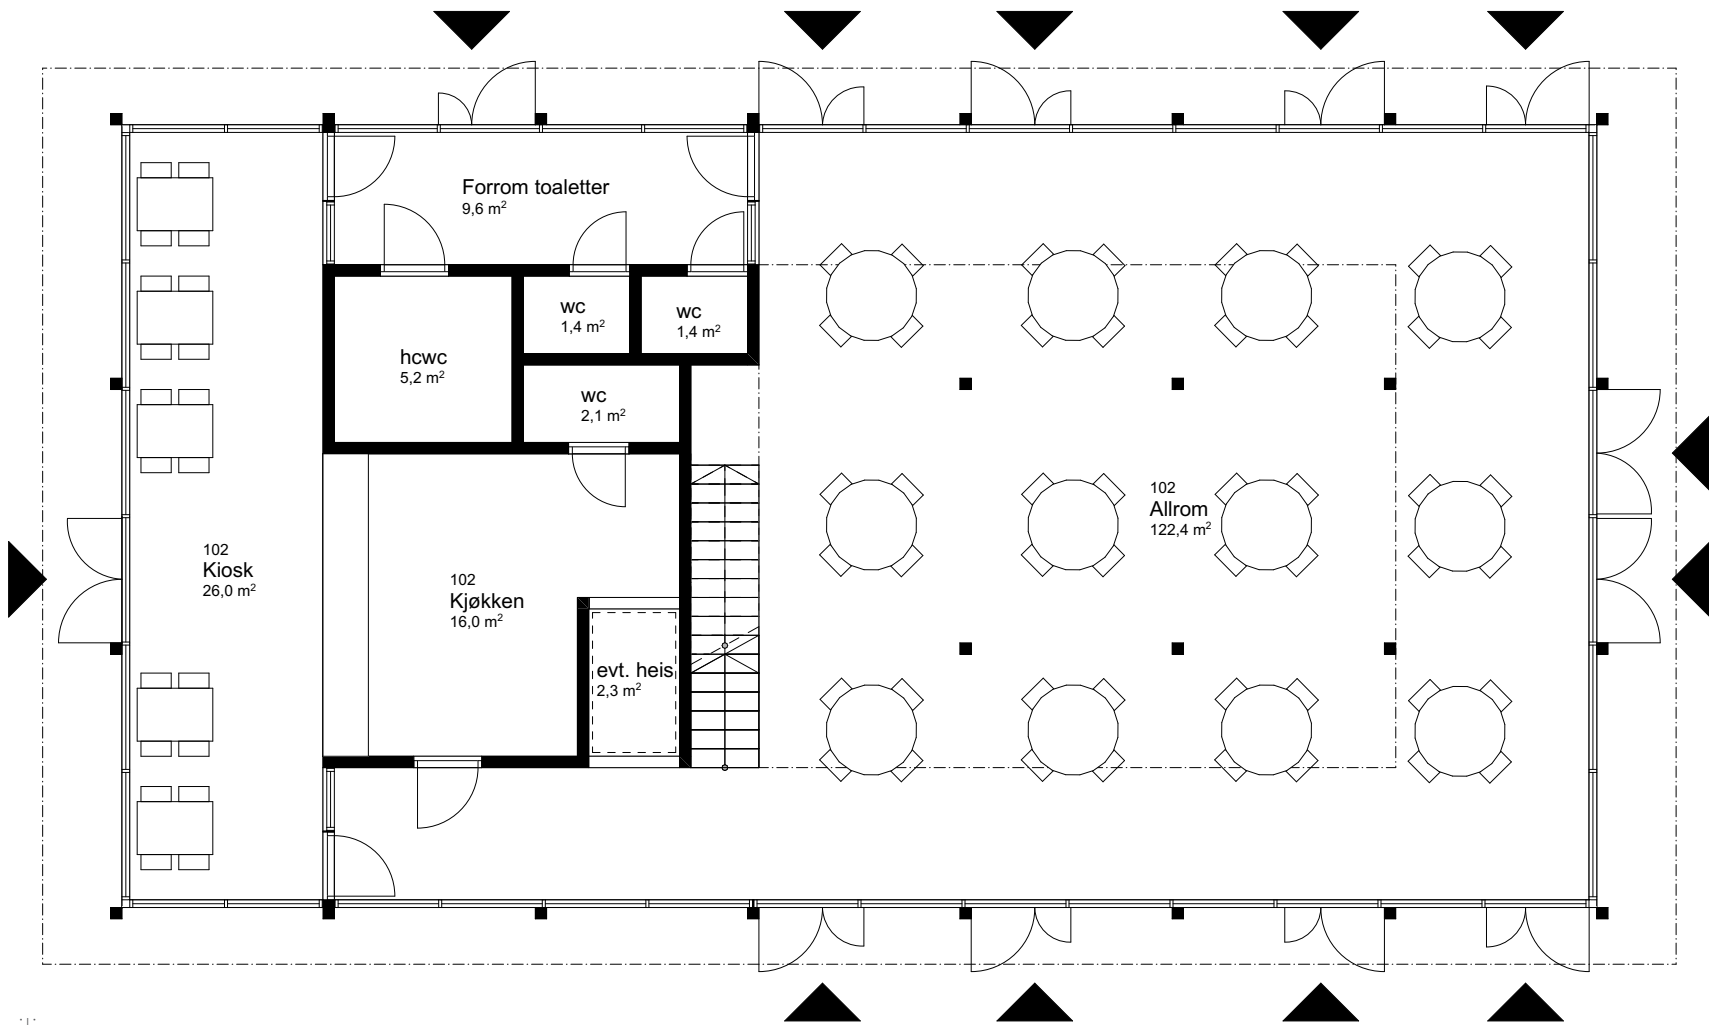 Forrom toaletter
9,6 m²
wc
1,4 m²
wc
1,4 m²
hcwc
5,2 m²
wc
2,1 m²
102
Allrom
122,4 m²
102
Kiosk
26,0 m²
102
Kjøkken
16,0 m²
evt. heis
2,3 m²